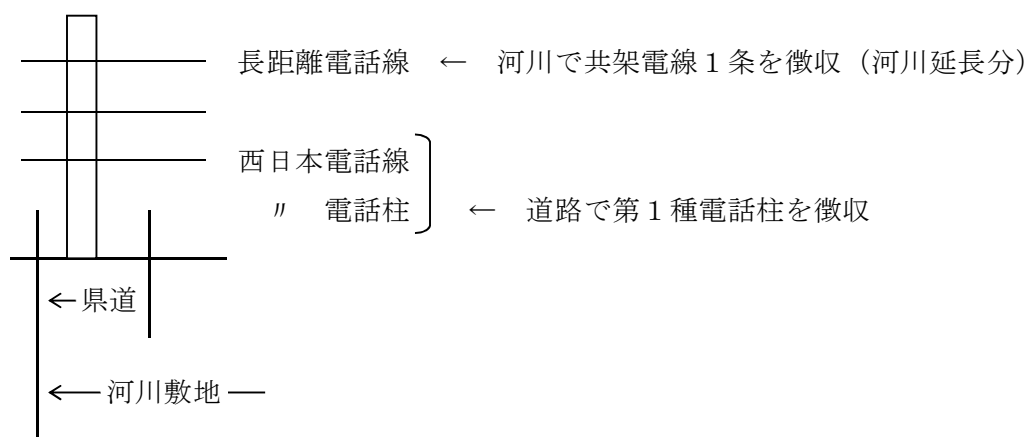 長距離電話線 ← 河川で共架電線1条を徴収(河川延長分)
西日本電話線
〃 電話柱 ← 道路で第1種電話柱を徴収
←県道
←河川敷地